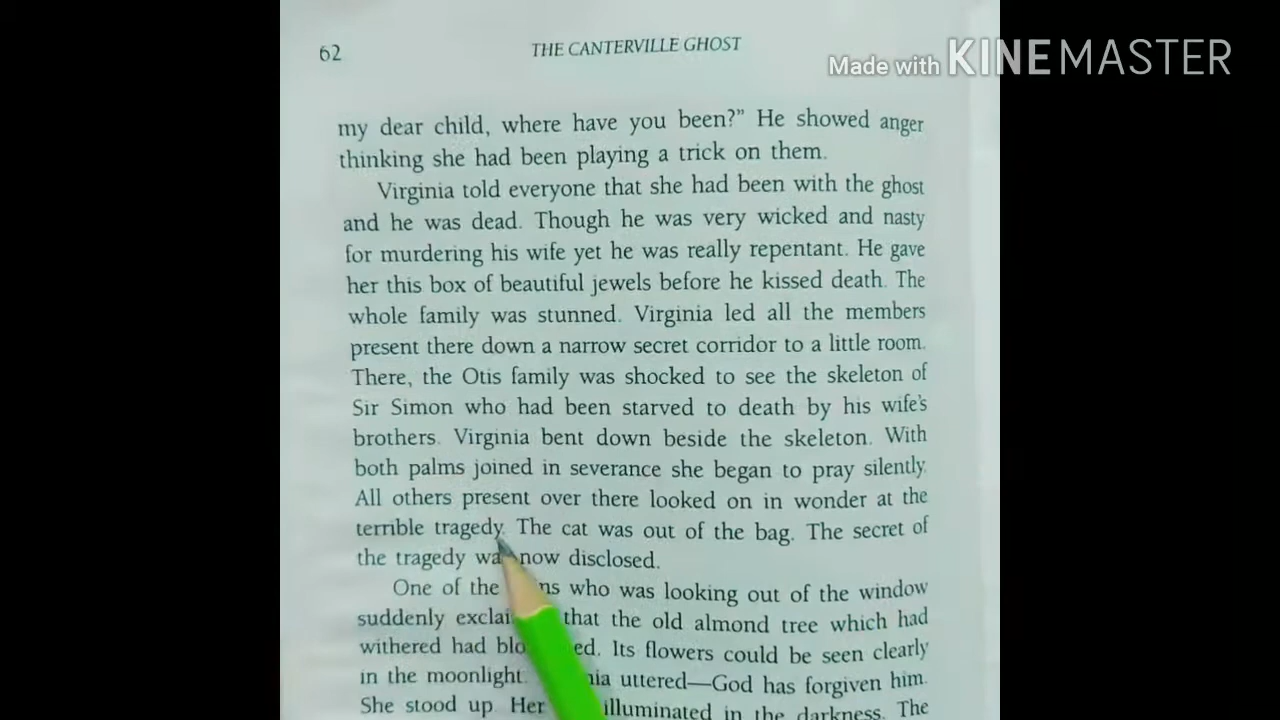 62
THE CANTERVILLE GHOST
Made with KINEMASTER
my dear child, where have you been?" He showed anger
thinking she had been playing a trick on them.
Virginia told everyone that she had been with the ghost
and he was dead. Though he was very wicked and nasty
for murdering his wife yet he was really repentant. He gave
her this box of beautiful jewels before he kissed death. The
whole family was stunned. Virginia led all the members
present there down a narrow secret corridor to a little room.
There, the Otis family was shocked to see the skeleton of
Sir Simon who had been starved to death by his wife's
brothers. Virginia bent down beside the skeleton. With
both palms joined in severance she began to pray silently.
All others present over there looked on in wonder at the
terrible tragedy. The cat was out of the bag. The secret of
the tragedy wa now disclosed.
One of the ns who was looking out of the window
suddenly exclai that the old almond tree which had
withered had blo ed. Its flowers could be seen clearly
in the moonlight. nia uttered—God has forgiven him.
She stood up. Her illuminated in the darkness. The